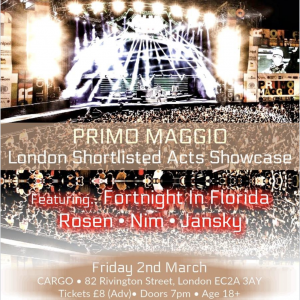 PRIMO MAGGIO
London Shortlisted Acts Showcase
Featuring... Fortnight In Florida
Rosen • Nim • Jansky
Friday 2nd March
CARGO • 82 Rivington Street, London EC2A 3AY
Tickets £8 (Adv)• Doors 7pm • Age 18+